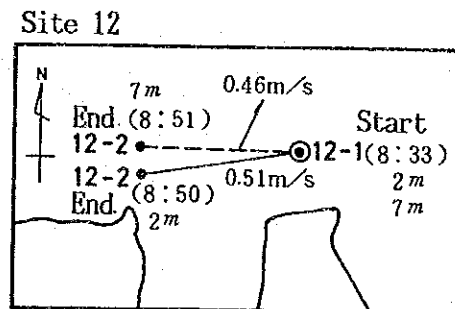 Site 12
N
7m
0.46m/s
End (8:51)
Start
12-2
12-1(8:33)
12-2
(8:50)
0.51m/s
2m
End
2m
7m